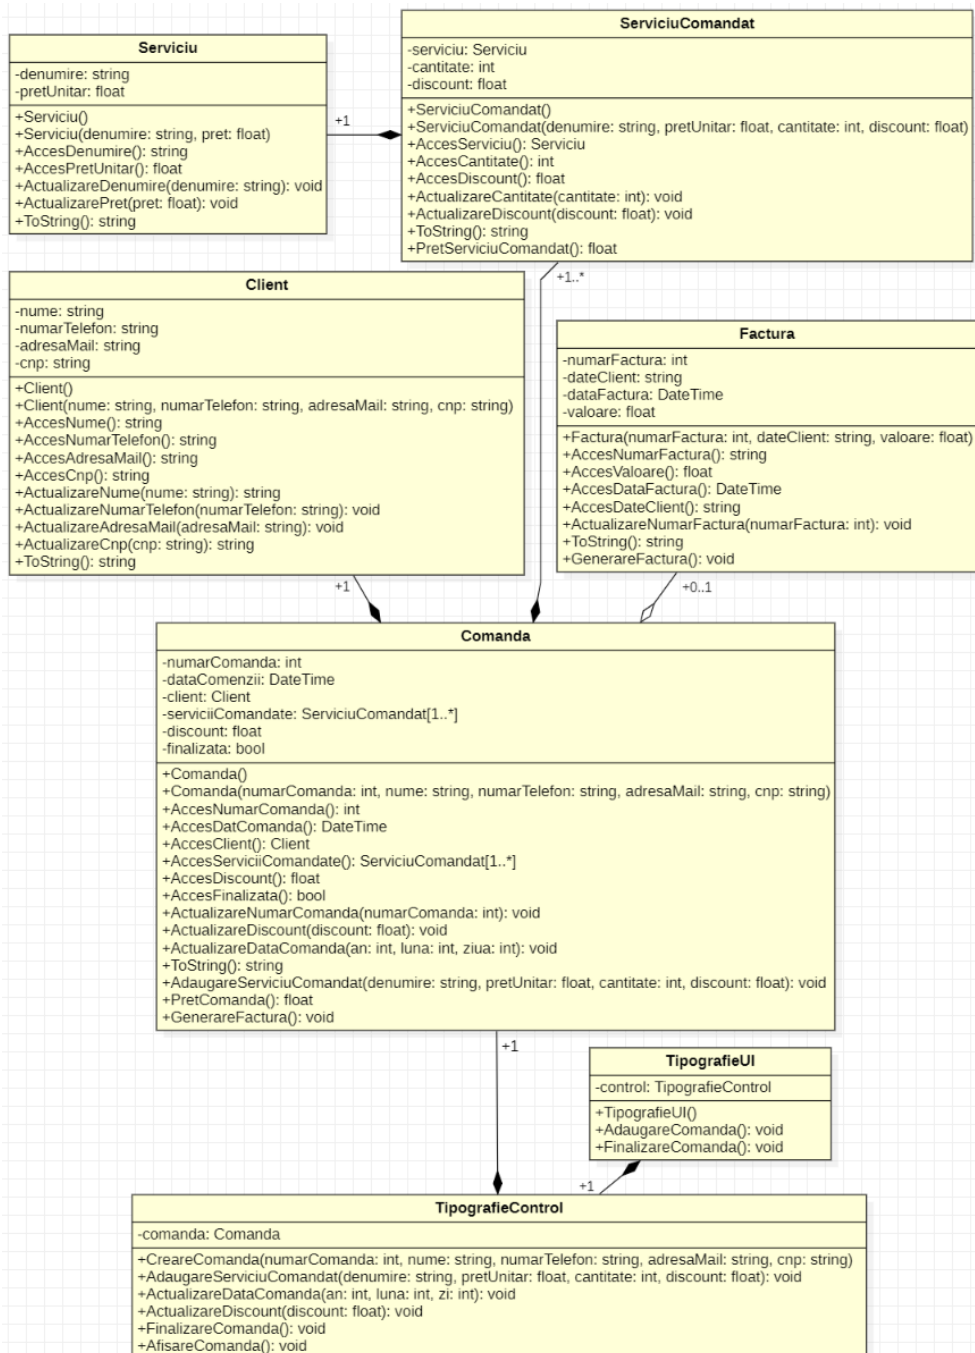 Serviciu
-denumire: string
-pretUnitar: float
+Serviciu()
+Serviciu(denumire: string, pret: float)
+AccesDenumire(): string
+AccesPretUnitar(): float
+ActualizareDenumire(denumire: string): void
+ActualizarePret(pret: float): void
+ToString(): string
+1
ServiciuComandat
-serviciu: Serviciu
-cantitate: int
-discount: float
+ServiciuComandat()
+ServiciuComandat(denumire: string, pretUnitar: float, cantitate: int, discount: float)
+AccesServiciu(): Serviciu
+AccesCantitate(): int
+AccesDiscount(): float
+ActualizareCantitate(cantitate: int): void
+ActualizareDiscount(discount: float): void
+ToString(): string
+PretServiciuComandat(): float
+1..*
Client
-nume: string
-numarTelefon: string
-adresaMail: string
-cnp: string
+Client()
+Client(nume: string, numarTelefon: string, adresaMail: string, cnp: string)
+AccesNume(): string
+AccesNumarTelefon(): string
+AccesAdresaMail(): string
+AccesCnp(): string
+ActualizareNume(nume: string): string
+ActualizareNumarTelefon(numarTelefon: string): void
+ActualizareAdresaMail(adresaMail: string): void
+ActualizareCnp(cnp: string): string
+ToString(): string
+1
Factura
-numarFactura: int
-dateClient: string
-dataFactura: DateTime
-valoare: float
+Factura(numarFactura: int, dateClient: string, valoare: float)
+AccesNumarFactura(): string
+AccesValoare(): float
+AccesDataFactura(): DateTime
+AccesDateClient(): string
+ActualizareNumarFactura(numarFactura: int): void
+ToString(): string
+GenerareFactura(): void
+0..1
Comanda
-numarComanda: int
-dataComenzii: DateTime
-client: Client
-serviciiComandate: ServiciuComandat[1..*]
-discount: float
-finalizata: bool
+Comanda()
+Comanda(numarComanda: int, nume: string, numarTelefon: string, adresaMail: string, cnp: string)
+AccesNumarComanda(): int
+AccesDatComanda(): DateTime
+AccesClient(): Client
+AccesServiciiComandate(): ServiciuComandat[1..*]
+AccesDiscount(): float
+AccesFinalizata(): bool
+ActualizareNumarComanda(numarComanda: int): void
+ActualizareDiscount(discount: float): void
+ActualizareDataComanda(an: int, luna: int, ziua: int): void
+ToString(): string
+AdaugareServiciuComandat(denumire: string, pretUnitar: float, cantitate: int, discount: float): void
+PretComanda(): float
+GenerareFactura(): void
+1
TipografieUI
-control: TipografieControl
+TipografieUI()
+AdaugareComanda(): void
+FinalizareComanda(): void
+1
TipografieControl
-comanda: Comanda
+CreareComanda(numarComanda: int, nume: string, numarTelefon: string, adresaMail: string, cnp: string)
+AdaugareServiciuComandat(denumire: string, pretUnitar: float, cantitate: int, discount: float): void
+ActualizareDataComanda(an: int, luna: int, zi: int): void
+ActualizareDiscount(discount: float): void
+FinalizareComanda(): void
+AfisareComanda(): void